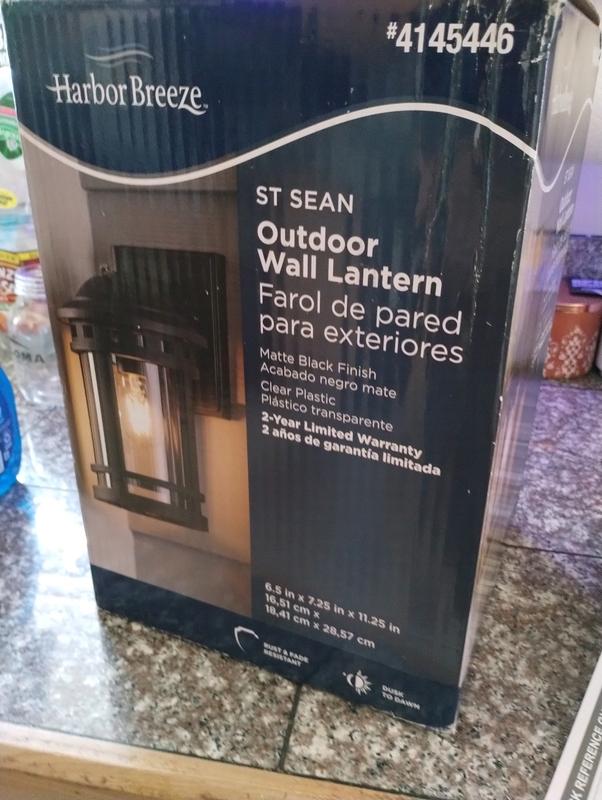 #4145446
Harbor Breeze
ST SEAN
Outdoor
Wall Lantern
Farol de pared
para exteriores
Matte Black Finish
Acabado negro mate
Clear Plastic
Plástico transparente
2-Year Limited Warranty
2 años de garantía limitada
6.5 in x 7.25 in x 11.25 in
16,51 cm x
18,41 cm x 28,57 cm
RUST & FADE
RESISTANT
DUSK
TO DAWN
REFERENCE